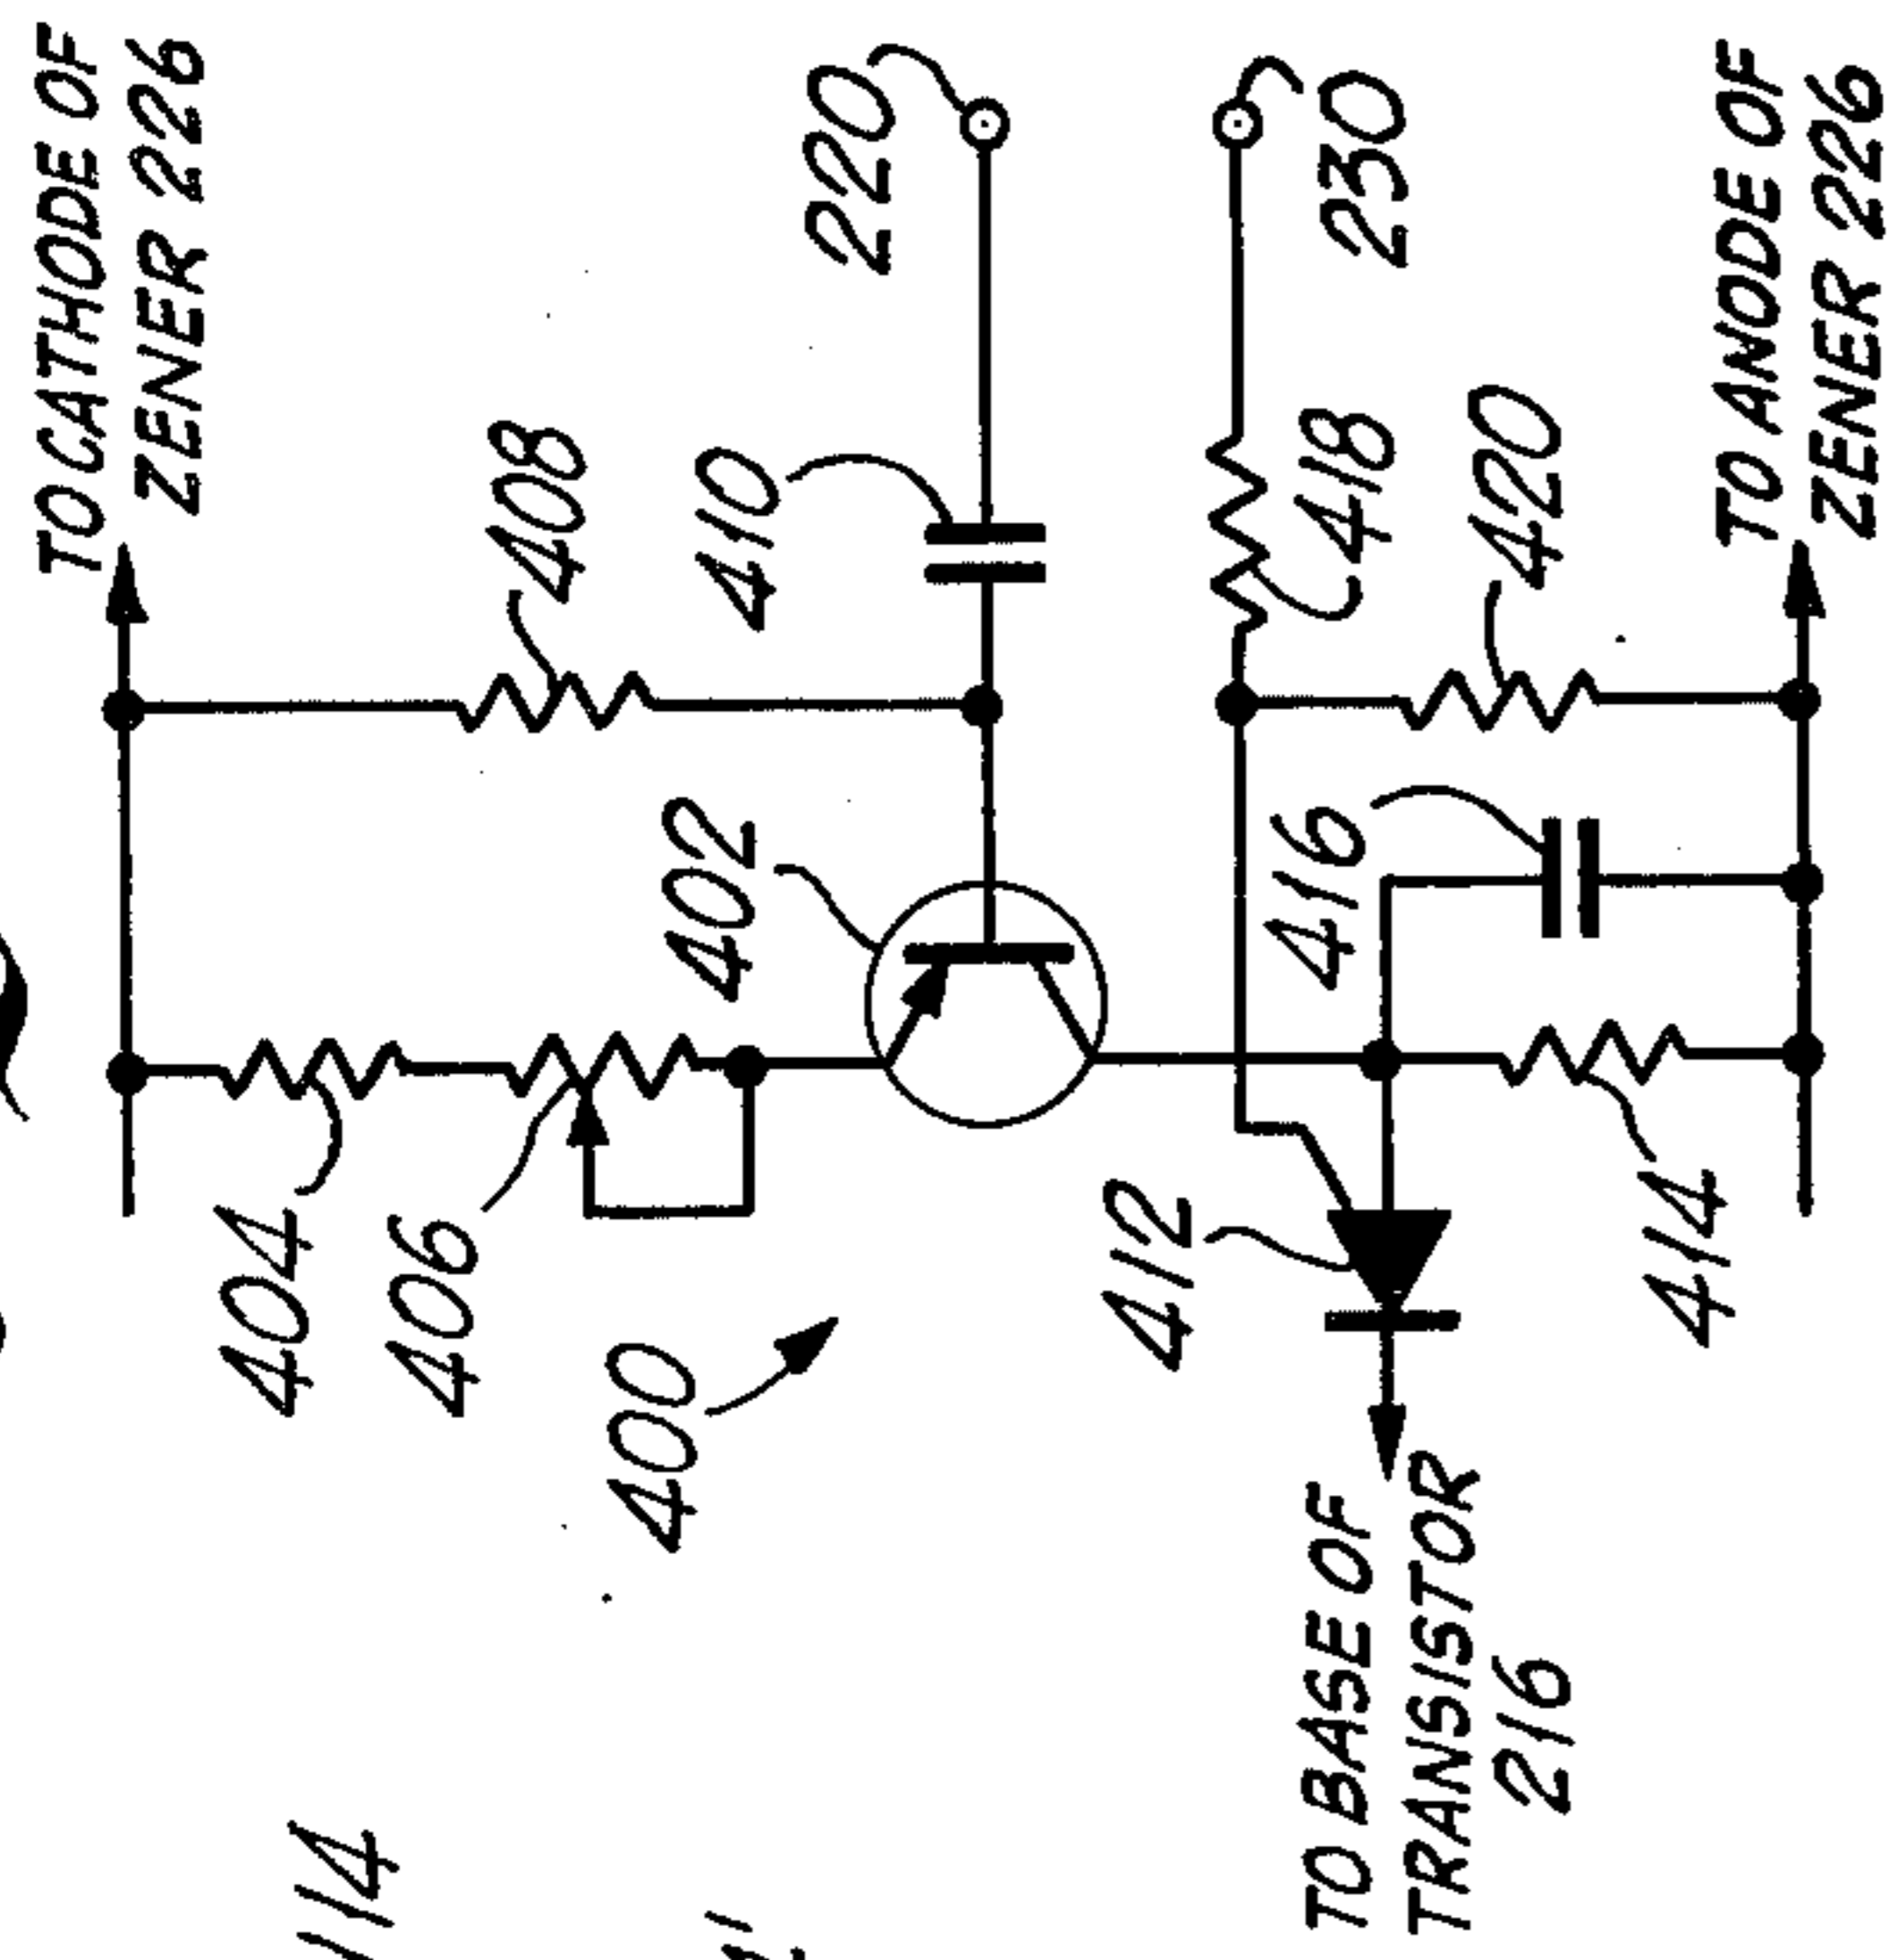 TO CATHODE OF
ZENER 226
220
230
TO ANODE OF
ZENER 226
408
410
418
420
402
416
404
406
412
414
400
TO BASE OF
TRANSISTOR
216
114